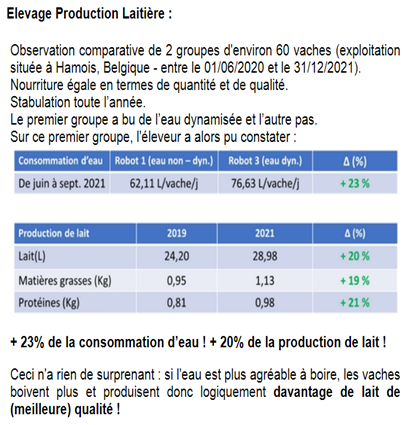 Elevage Production Laitière :
Observation comparative de 2 groupes d'environ 60 vaches (exploitation
située à Hamois, Belgique - entre le 01/06/2020 et le 31/12/2021).
Nourriture égale en termes de quantité et de qualité.
Stabulation toute l'année.
Le premier groupe a bu de l'eau dynamisée et l'autre pas.
Sur ce premier groupe, l'éleveur a alors pu constater :
Consommation d'eau Robot 1 (eau non – dyn.) Robot 3 (eau dyn.) Δ (%)
De juin à sept. 2021 62,11 L/vache/j 76,63 L/vache/j + 23 %
Production de lait 2019 2021 Δ (%)
Lait(L) 24,20 28,98 + 20 %
Matières grasses (Kg) 0,95 1,13 + 19 %
Protéines (Kg) 0,81 0,98 + 21 %
+ 23% de la consommation d'eau ! + 20% de la production de lait !
Ceci n'a rien de surprenant : si l'eau est plus agréable à boire, les vaches
boivent plus et produisent donc logiquement davantage de lait de
(meilleure) qualité !